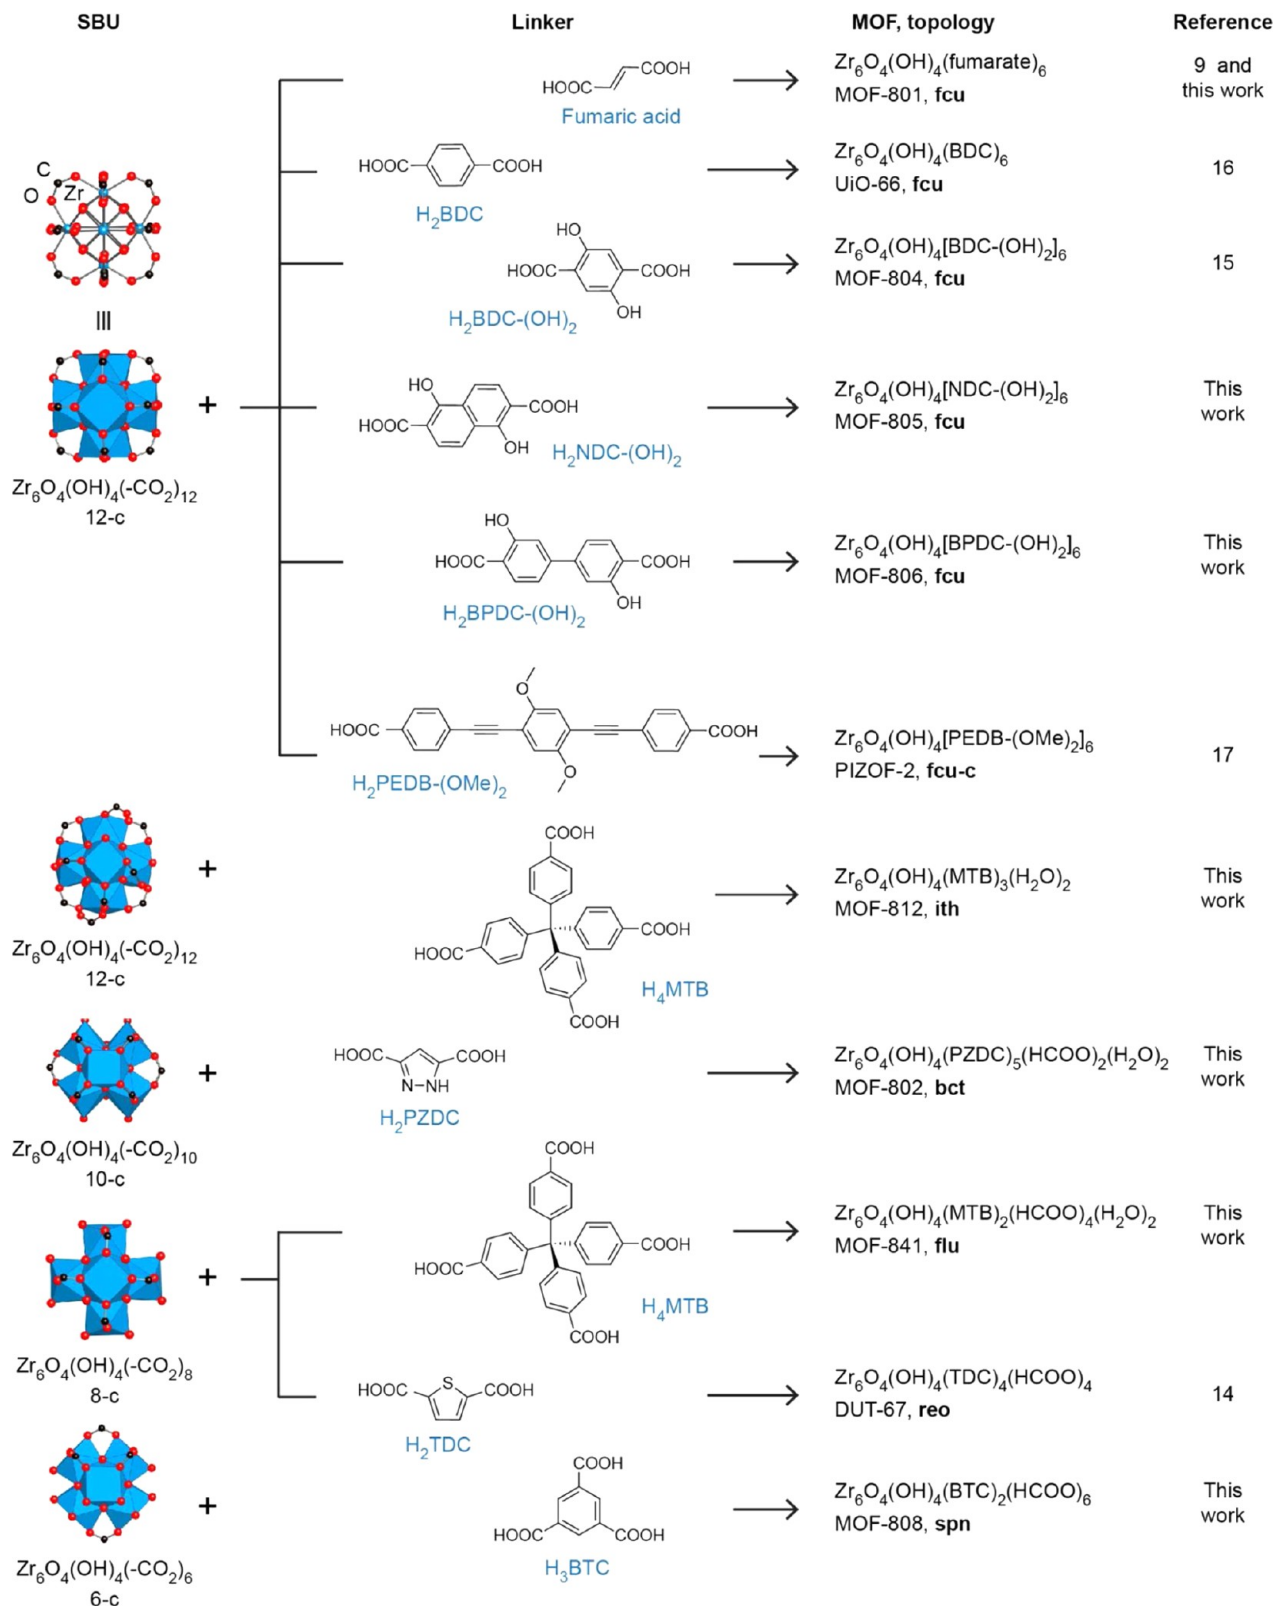 SBU Linker MOF, topology Reference
COOH
HOOC
Fumaric acid
Zr6O4(OH)4(fumarate)6
MOF-801, fcu
9 and
this work
C
O
Zr
HOOC
COOH
H2BDC
Zr6O4(OH)4(BDC)6
UiO-66, fcu
16
HO
HOOC
COOH
OH
H2BDC-(OH)2
Zr6O4(OH)4[BDC-(OH)2]6
MOF-804, fcu
15
HO
COOH
HOOC
OH
H2NDC-(OH)2
Zr6O4(OH)4[NDC-(OH)2]6
MOF-805, fcu
This
work
+
Zr6O4(OH)4(-CO2)12
12-c
HO
HOOC
COOH
OH
H2BPDC-(OH)2
Zr6O4(OH)4[BPDC-(OH)2]6
MOF-806, fcu
This
work
O
HOOC
COOH
O
H2PEDB-(OMe)2
Zr6O4(OH)4[PEDB-(OMe)2]6
PIZOF-2, fcu-c
17
+
Zr6O4(OH)4(-CO2)12
12-c
COOH
COOH
HOOC
COOH
H4MTB
Zr6O4(OH)4(MTB)3(H2O)2
MOF-812, ith
This
work
+
Zr6O4(OH)4(-CO2)10
10-c
HOOC
COOH
N
NH
H2PZDC
Zr6O4(OH)4(PZDC)5(HCOO)2(H2O)2
MOF-802, bct
This
work
+
Zr6O4(OH)4(-CO2)8
8-c
COOH
COOH
HOOC
COOH
H4MTB
Zr6O4(OH)4(MTB)2(HCOO)4(H2O)2
MOF-841, flu
This
work
HOOC
S
COOH
H2TDC
Zr6O4(OH)4(TDC)4(HCOO)4
DUT-67, reo
14
+
Zr6O4(OH)4(-CO2)6
6-c
COOH
HOOC
COOH
H3BTC
Zr6O4(OH)4(BTC)2(HCOO)6
MOF-808, spn
This
work